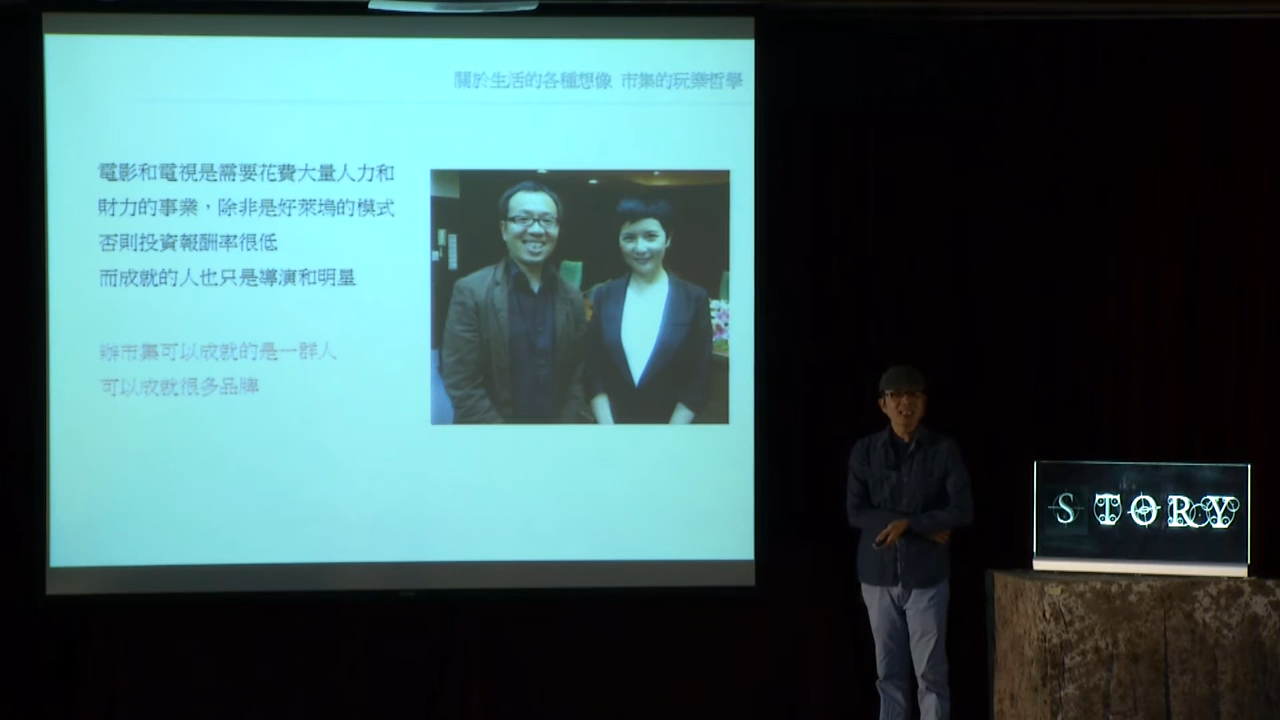 關於生活的各種想像 市集的玩樂哲學
電影和電視是需要花費大量人力和
財力的事業，除非是好萊塢的模式
否則投資報酬率很低
而成就的人也只是導演和明星
辦市集可以成就的是一群人
可以成就很多品牌
STORY